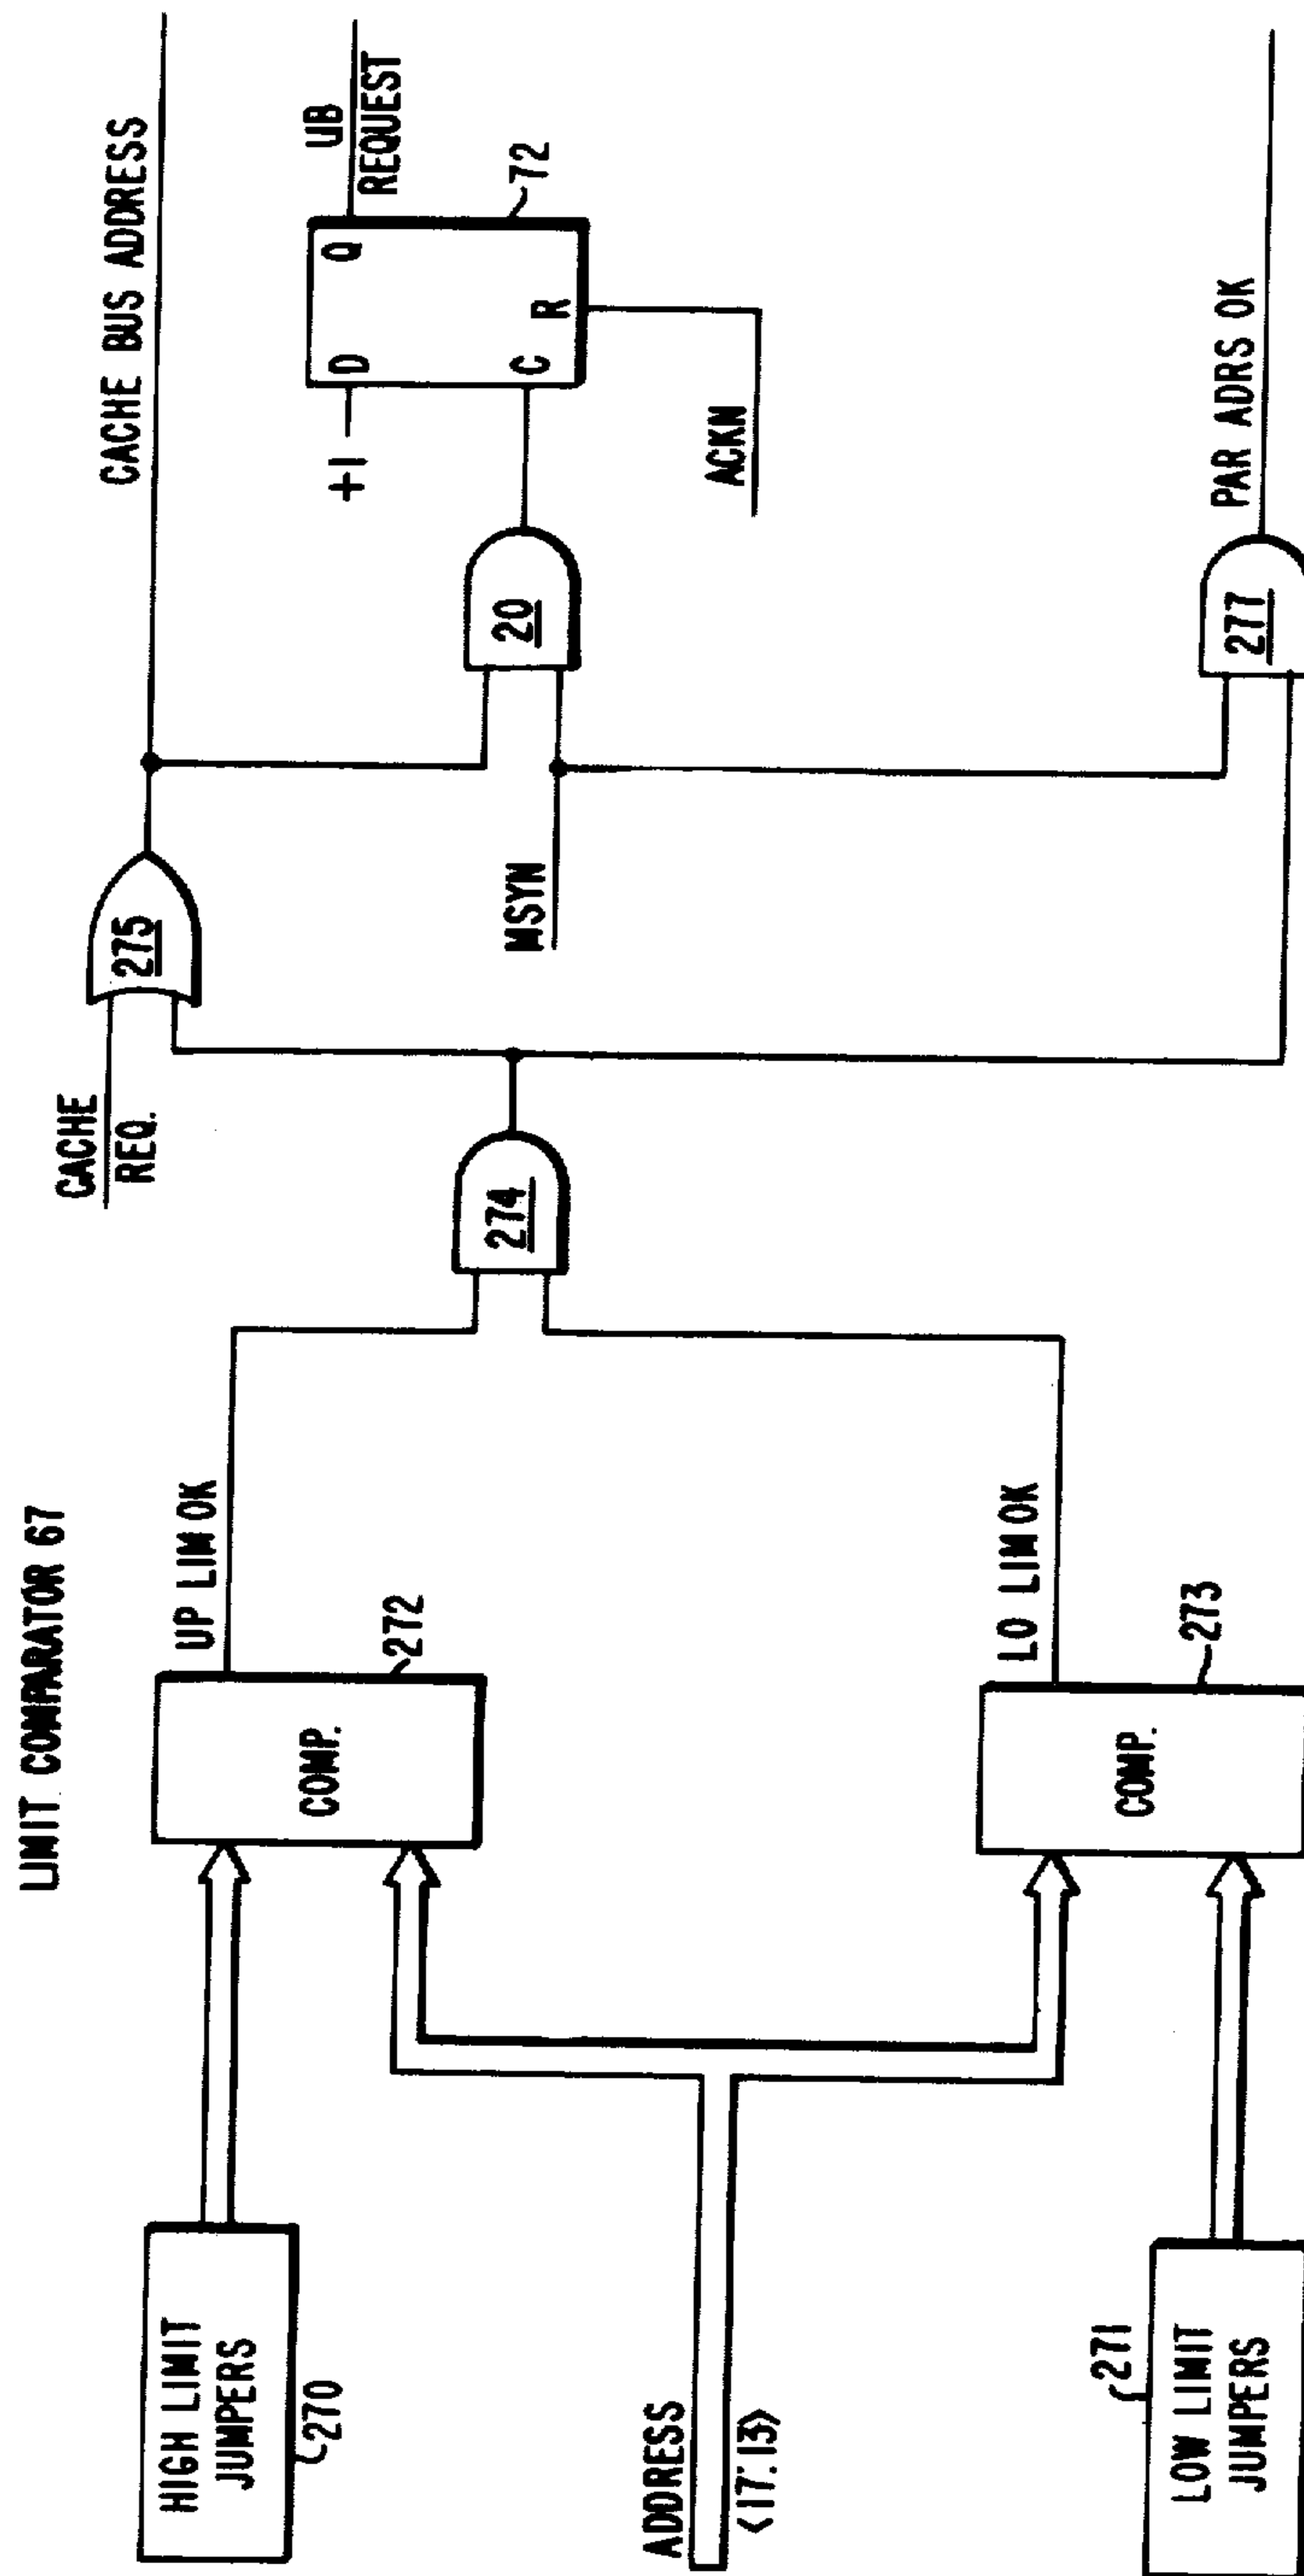 LIMIT COMPARATOR 67
HIGH LIMIT
JUMPERS
270
COMP.
272
UP LIM OK
CACHE
REQ.
275
CACHE BUS ADDRESS
ADDRESS
<17:13>
274
MSYN
20
+1
D
Q
C
R
72
UB
REQUEST
ACKN
271
LOW LIMIT
JUMPERS
COMP.
273
LO LIM OK
277
PAR ADRS OK